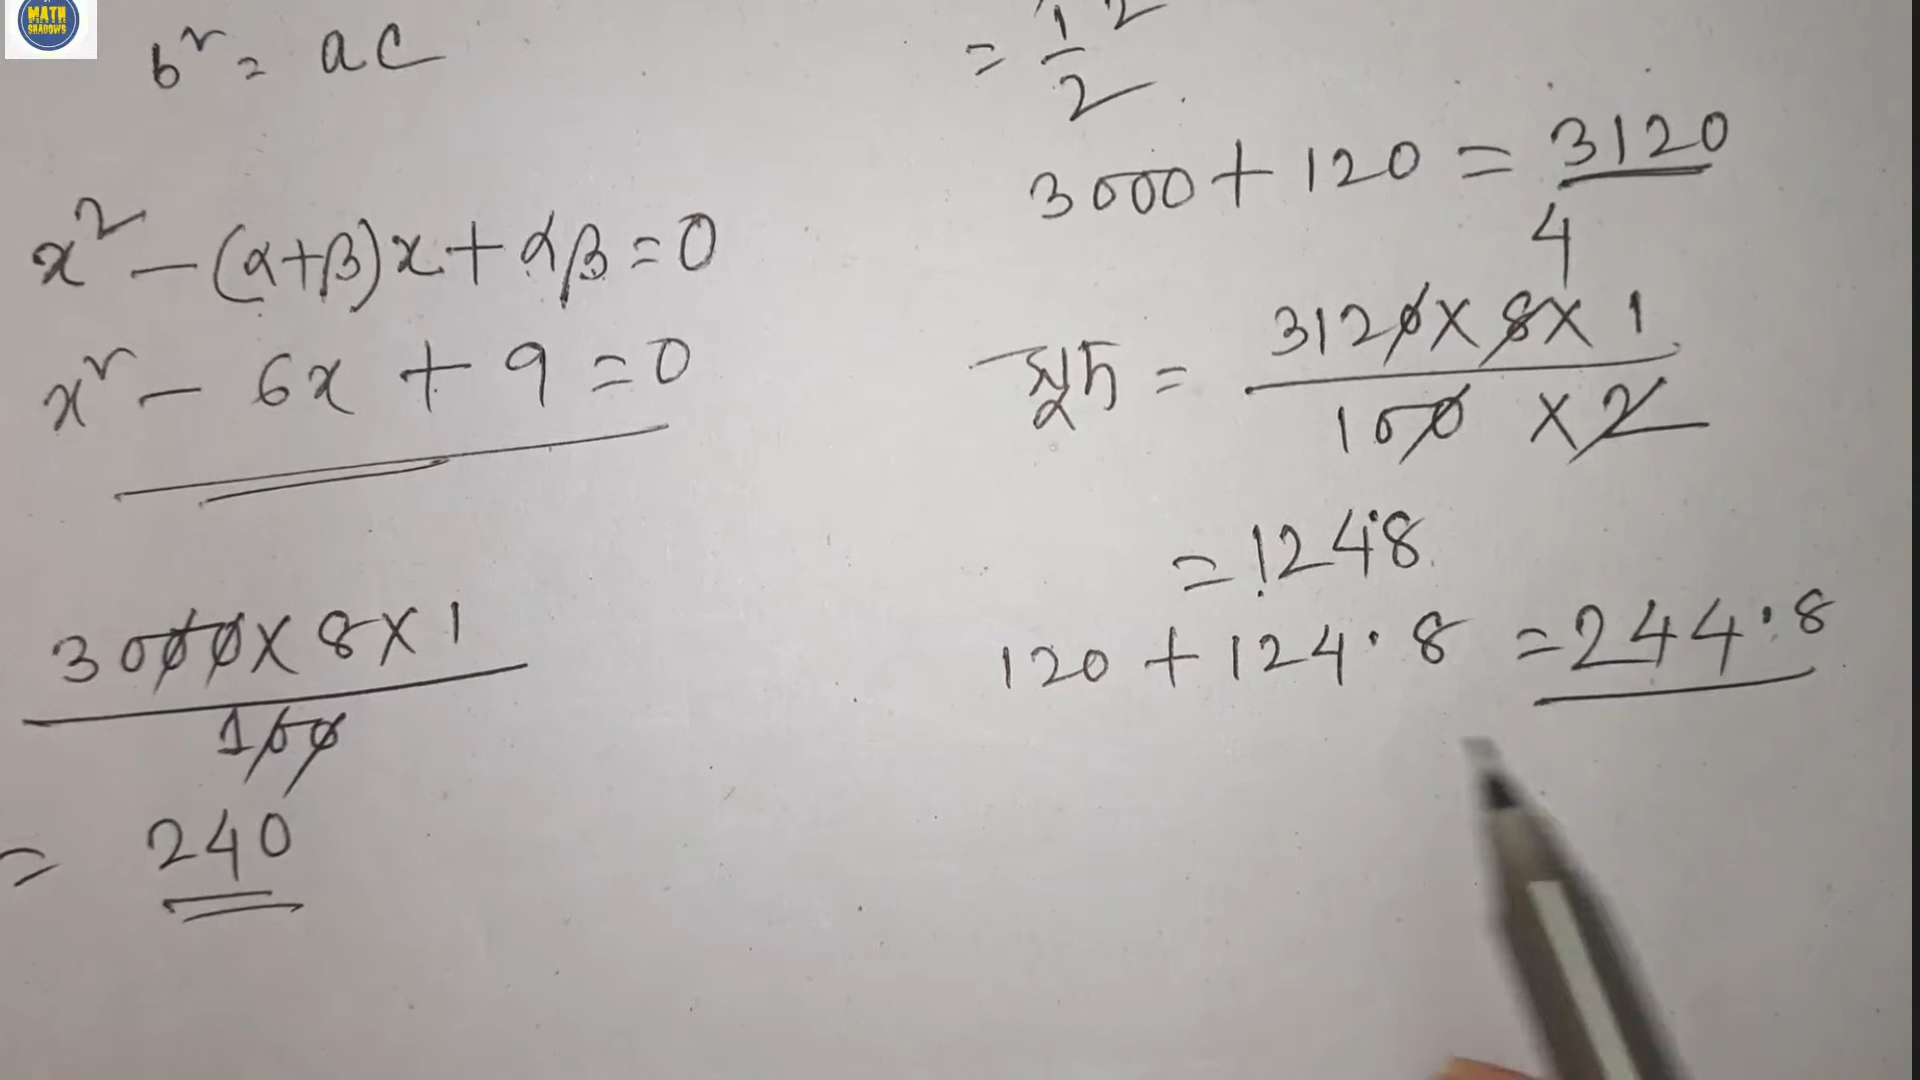 MATH
SHADOWS
b² = ac
x² - (α+β)x + αβ = 0
x² - 6x + 9 = 0
3000 x 8 x 1
100
= 240
= 1
2
3000 + 120 = 3120
4
সুদ = 3120 x 8 x 1
100 x 2
= 124.8
120 + 124.8 = 244.8